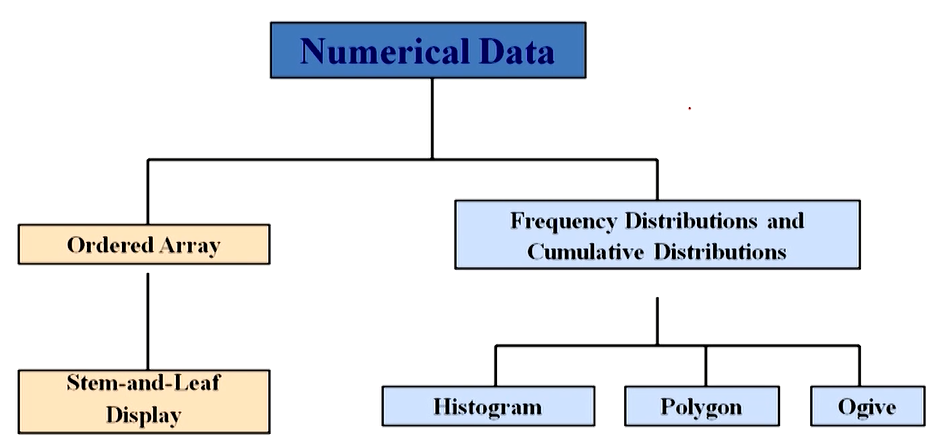 Numerical Data
Ordered Array
Frequency Distributions and
Cumulative Distributions
Stem-and-Leaf
Display
Histogram
Polygon
Ogive